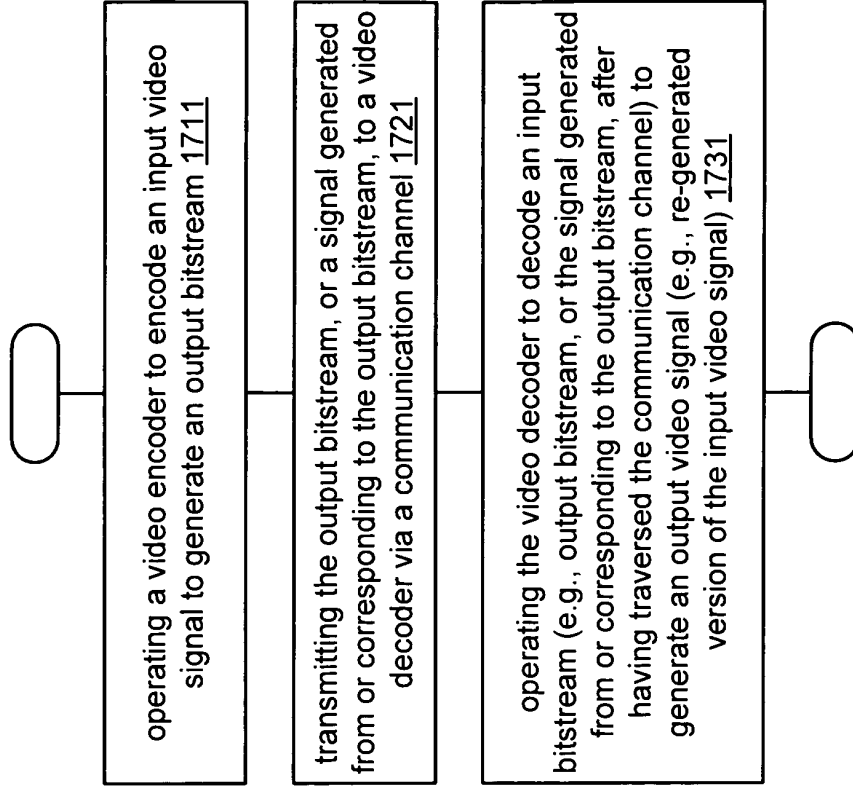 operating a video encoder to encode an input video
signal to generate an output bitstream 1711
transmitting the output bitstream, or a signal generated
from or corresponding to the output bitstream, to a video
decoder via a communication channel 1721
operating the video decoder to decode an input
bitstream (e.g., output bitstream, or the signal generated
from or corresponding to the output bitstream, after
having traversed the communication channel) to
generate an output video signal (e.g., re-generated
version of the input video signal) 1731